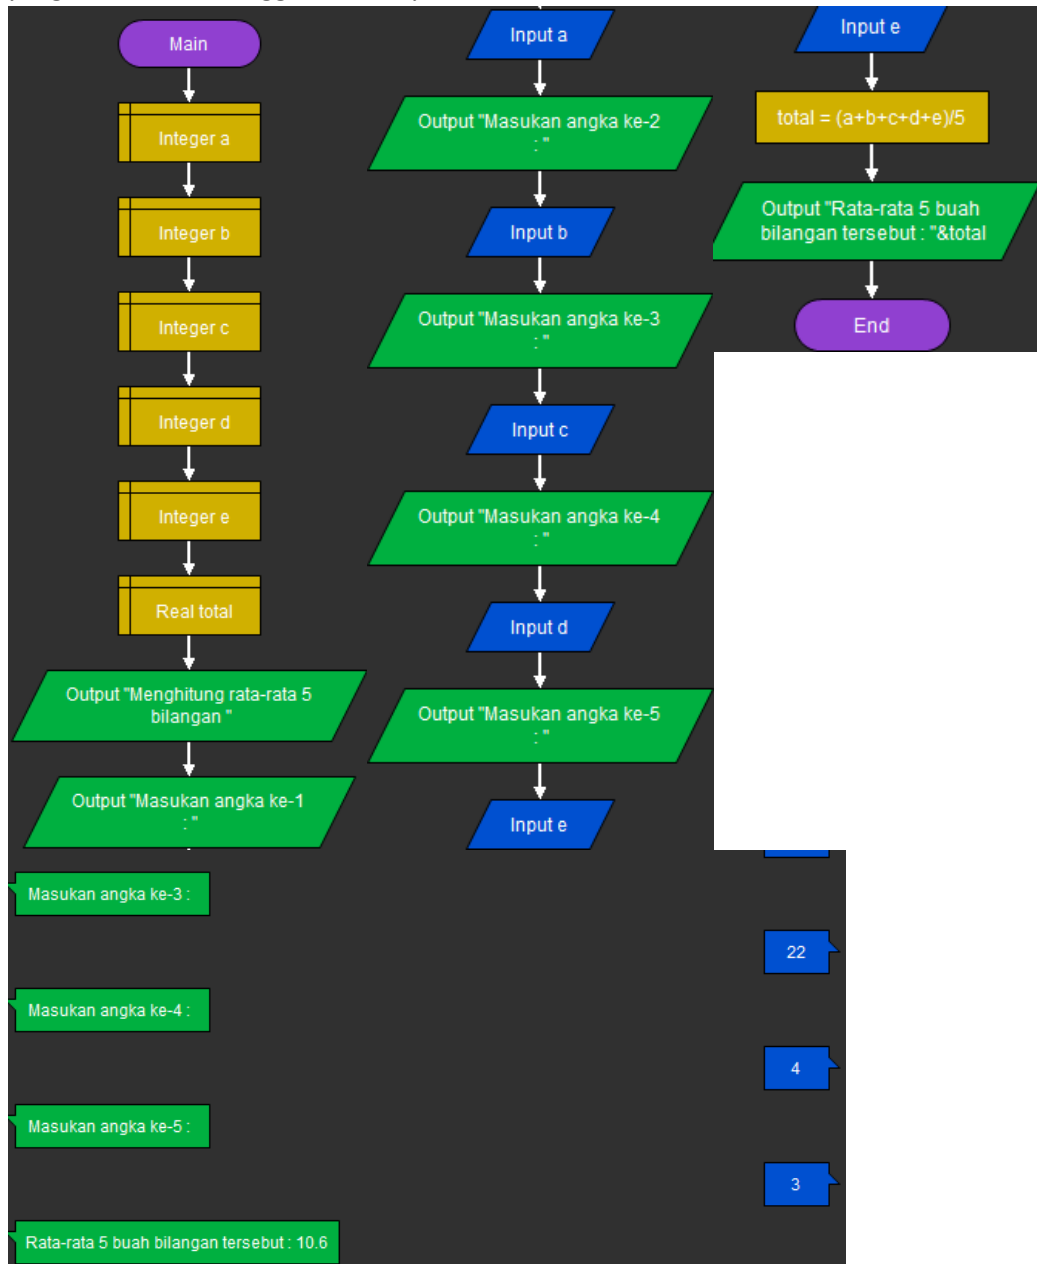 Main
Integer a
Integer b
Integer c
Integer d
Integer e
Real total
Output "Menghitung rata-rata 5
bilangan "
Output "Masukan angka ke-1
: "
Input a
Output "Masukan angka ke-2
: "
Input b
Output "Masukan angka ke-3
: "
Input c
Output "Masukan angka ke-4
: "
Input d
Output "Masukan angka ke-5
: "
Input e
Input e
total = (a+b+c+d+e)/5
Output "Rata-rata 5 buah
bilangan tersebut : "&total
End
Masukan angka ke-3 :
22
Masukan angka ke-4 :
4
Masukan angka ke-5 :
3
Rata-rata 5 buah bilangan tersebut : 10.6